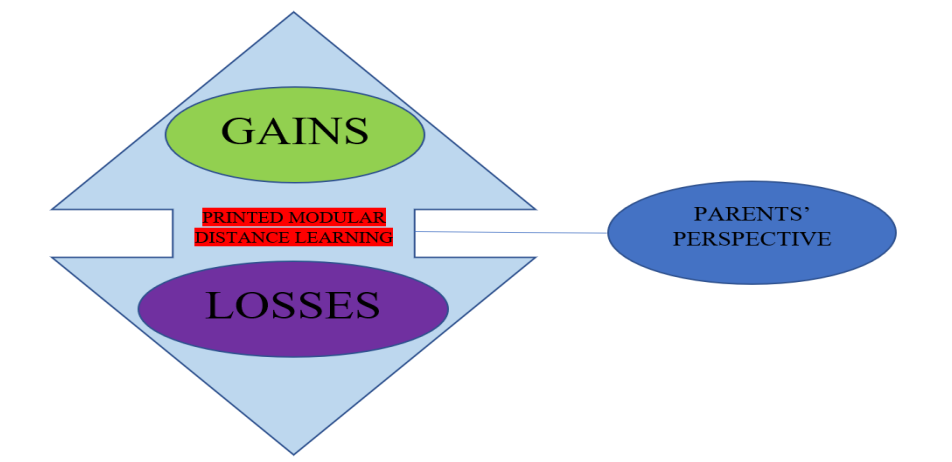 GAINS
PRINTED MODULAR
DISTANCE LEARNING
LOSSES
PARENTS’
PERSPECTIVE